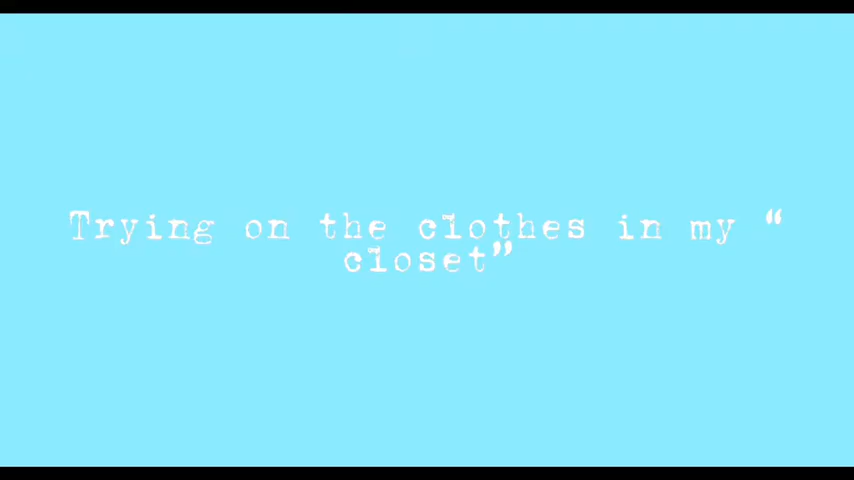 Trying on the clothes in my “
closet”